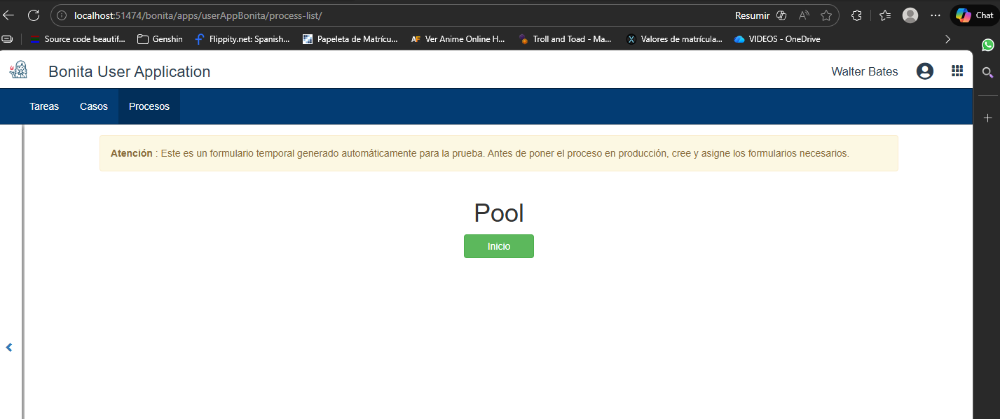 localhost:51474/bonita/apps/userAppBonita/process-list/ Resumir Chat
Source code beautif... Genshin Flippity.net: Spanish... Papeleta de Matrícu... AF Ver Anime Online H... Troll and Toad - Ma... X Valores de matrícula... VIDEOS - OneDrive
Bonita User Application Walter Bates
Tareas Casos Procesos
Atención : Este es un formulario temporal generado automáticamente para la prueba. Antes de poner el proceso en producción, cree y asigne los formularios necesarios.
Pool
Inicio